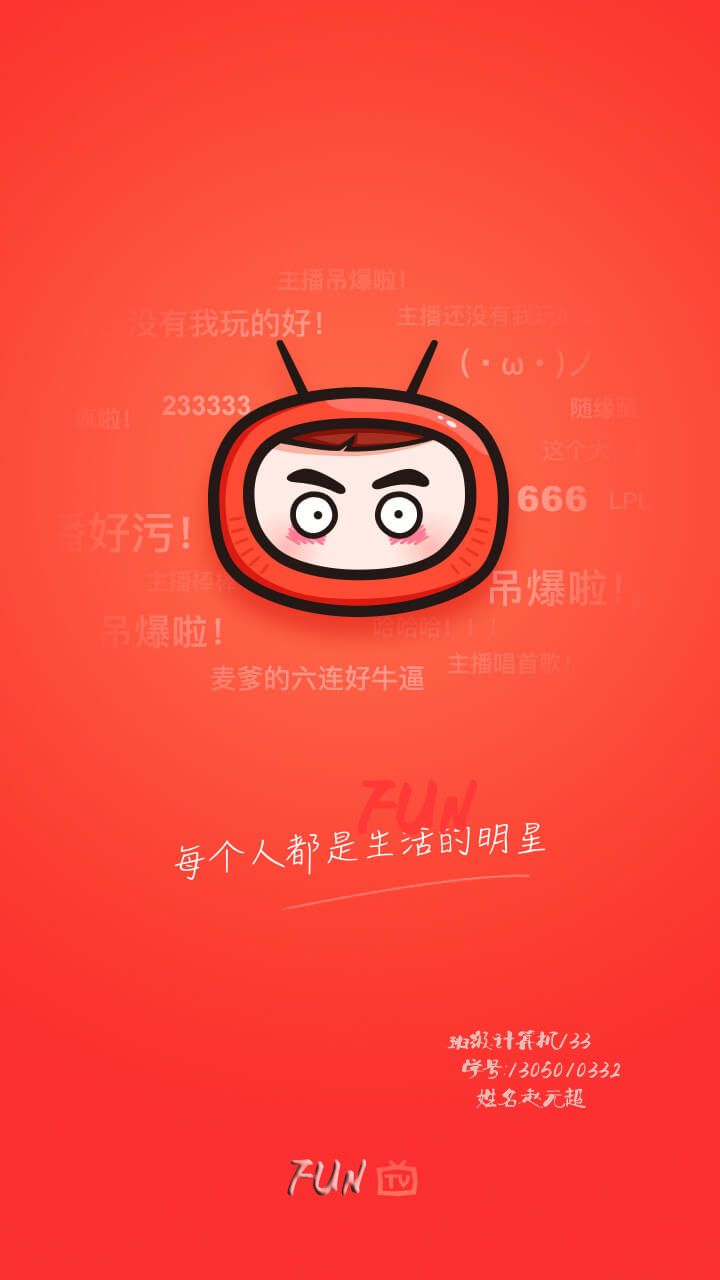 主播吊爆啦！
没有我玩的好！
主播还没有我玩
(・ω・)ノ
233333
随缘
疯啦！
这个大
666
LPL
播好污！
主播棒棒
吊爆啦！
吊爆啦！
哈哈哈！！！
麦爹的六连好牛逼
主播唱首歌！
FUN
每个人都是生活的明星
班级:计算机133
学号:1305010332
姓名:赵元超
FUN TV